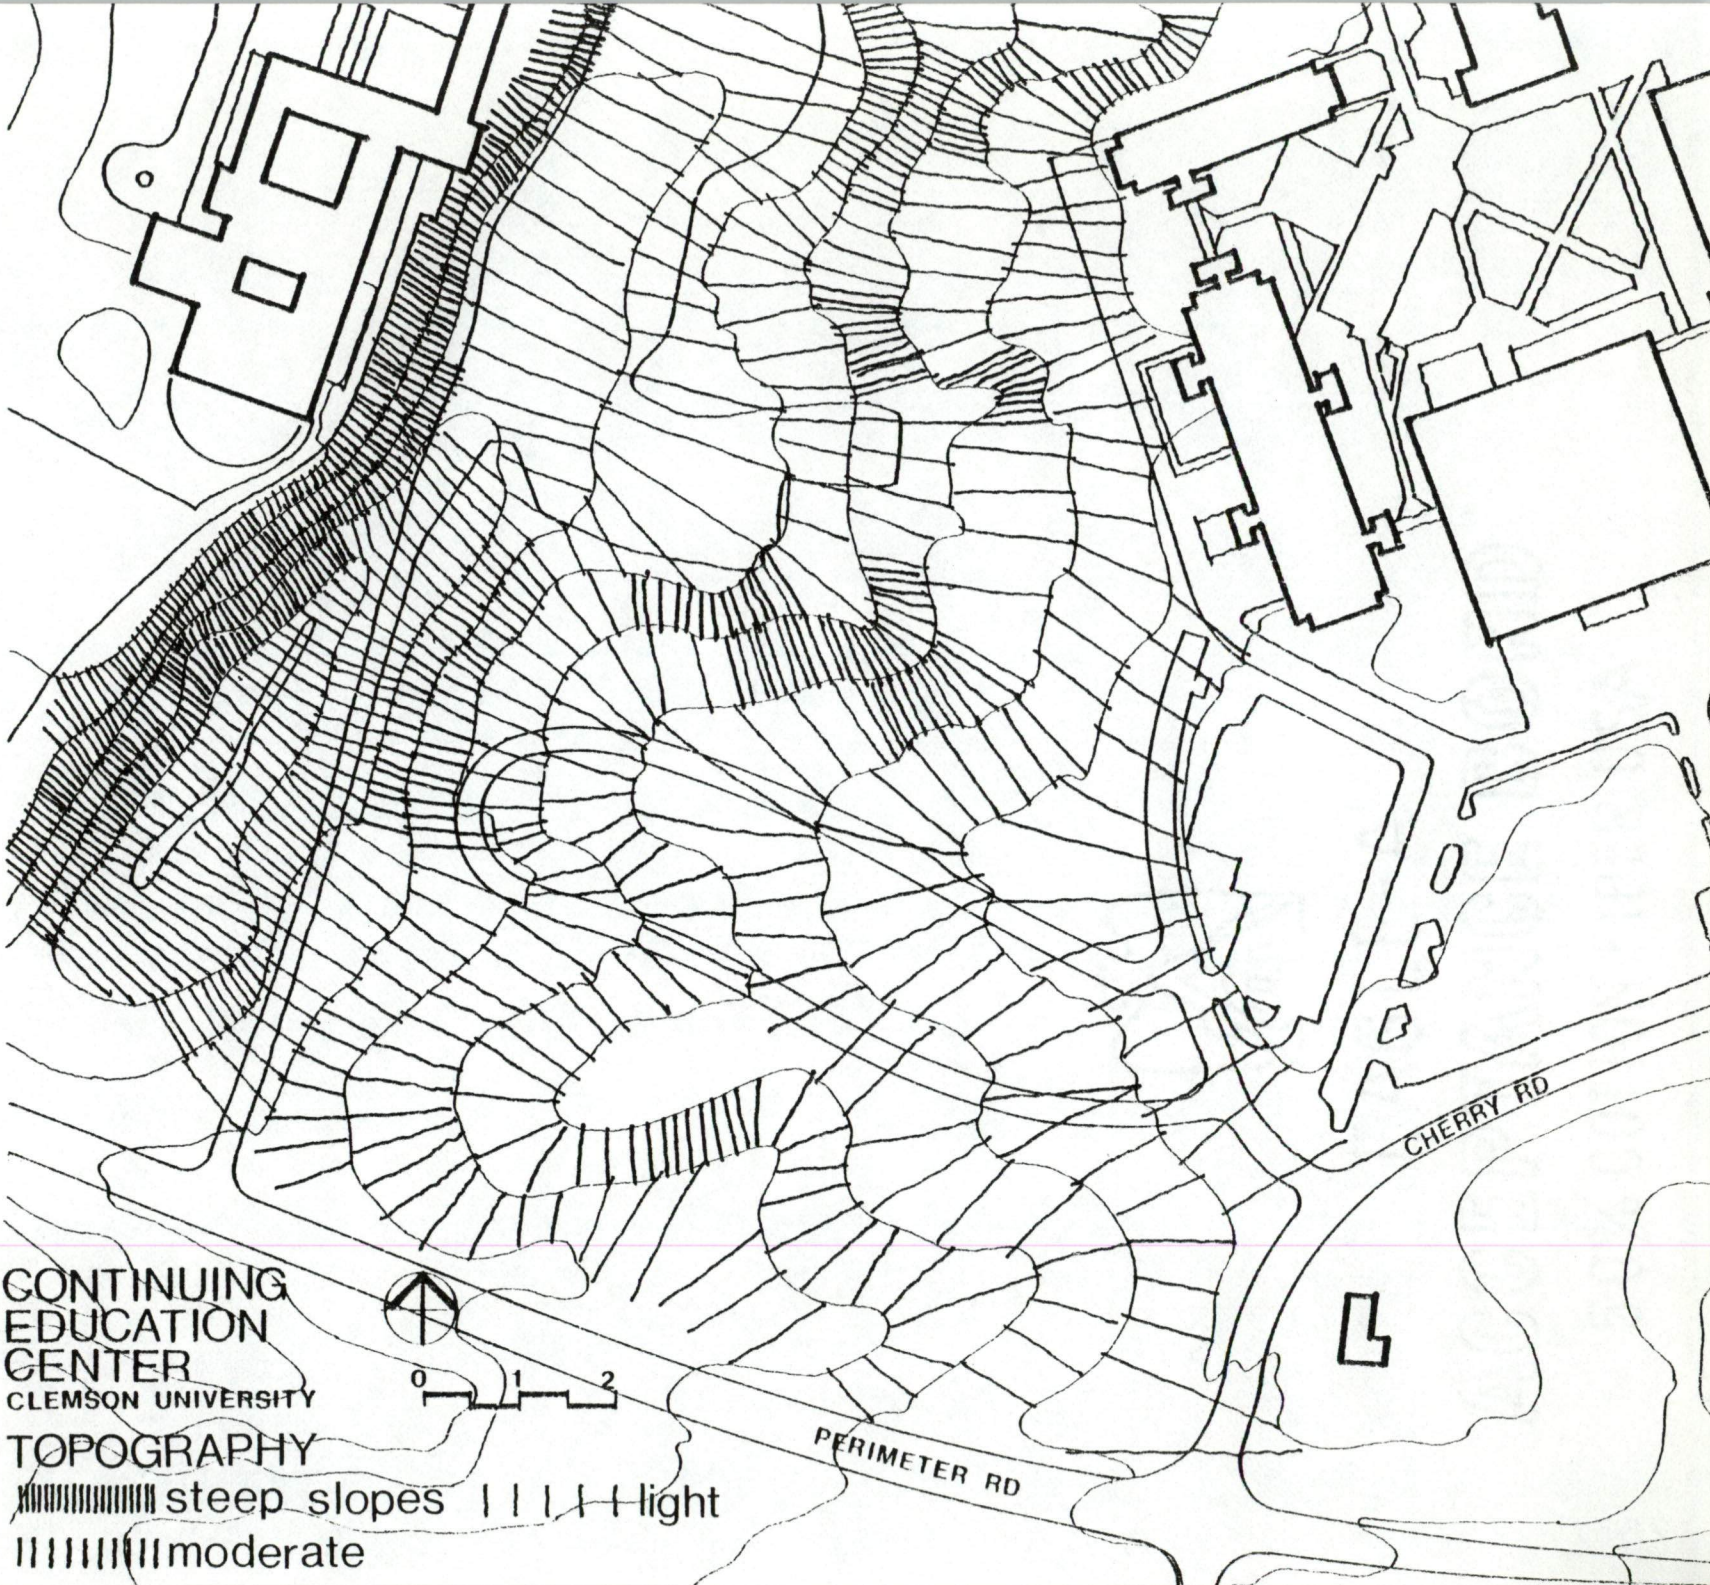 CHERRY RD
CONTINUING
EDUCATION
CENTER
CLEMSON UNIVERSITY
0 1 2
TOPOGRAPHY
PERIMETER RD
steep slopes light
moderate